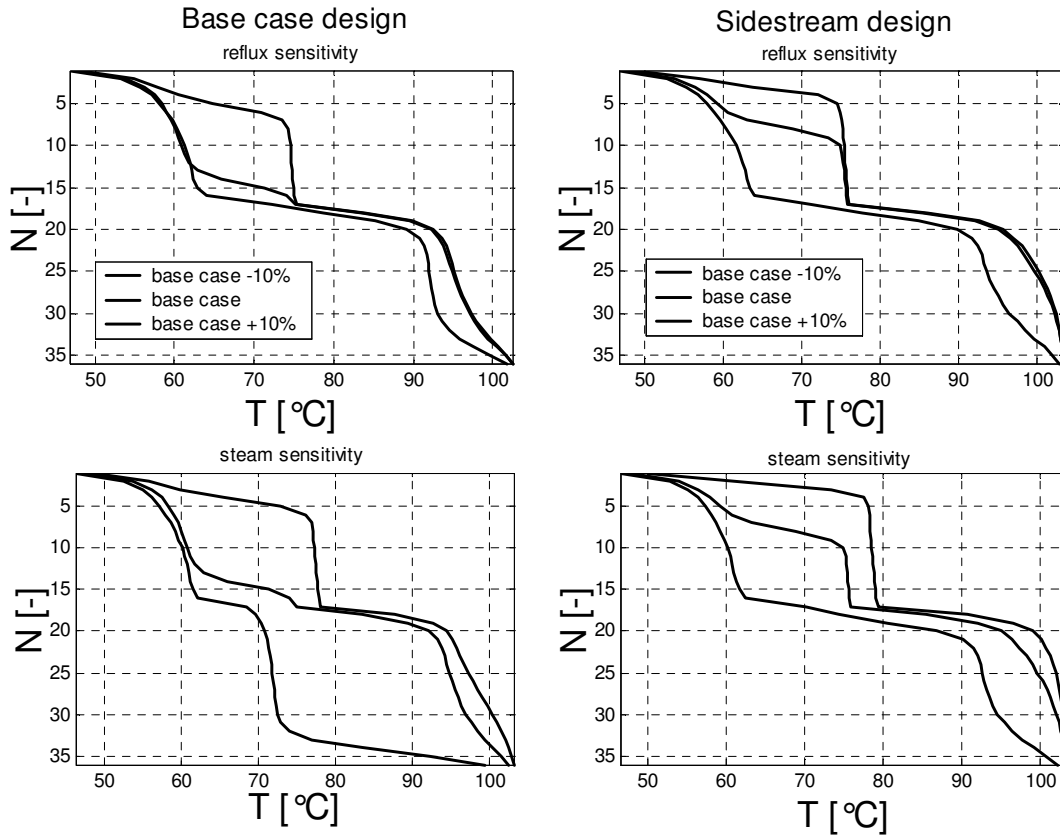 Base case design
reflux sensitivity
5
10
15
20
25
30
35
N [-]
base case -10%
base case
base case +10%
50 60 70 80 90 100
T [°C]
Sidestream design
reflux sensitivity
5
10
15
20
25
30
35
N [-]
base case -10%
base case
base case +10%
50 60 70 80 90 100
T [°C]
steam sensitivity
5
10
15
20
25
30
35
N [-]
50 60 70 80 90 100
T [°C]
steam sensitivity
5
10
15
20
25
30
35
N [-]
50 60 70 80 90 100
T [°C]